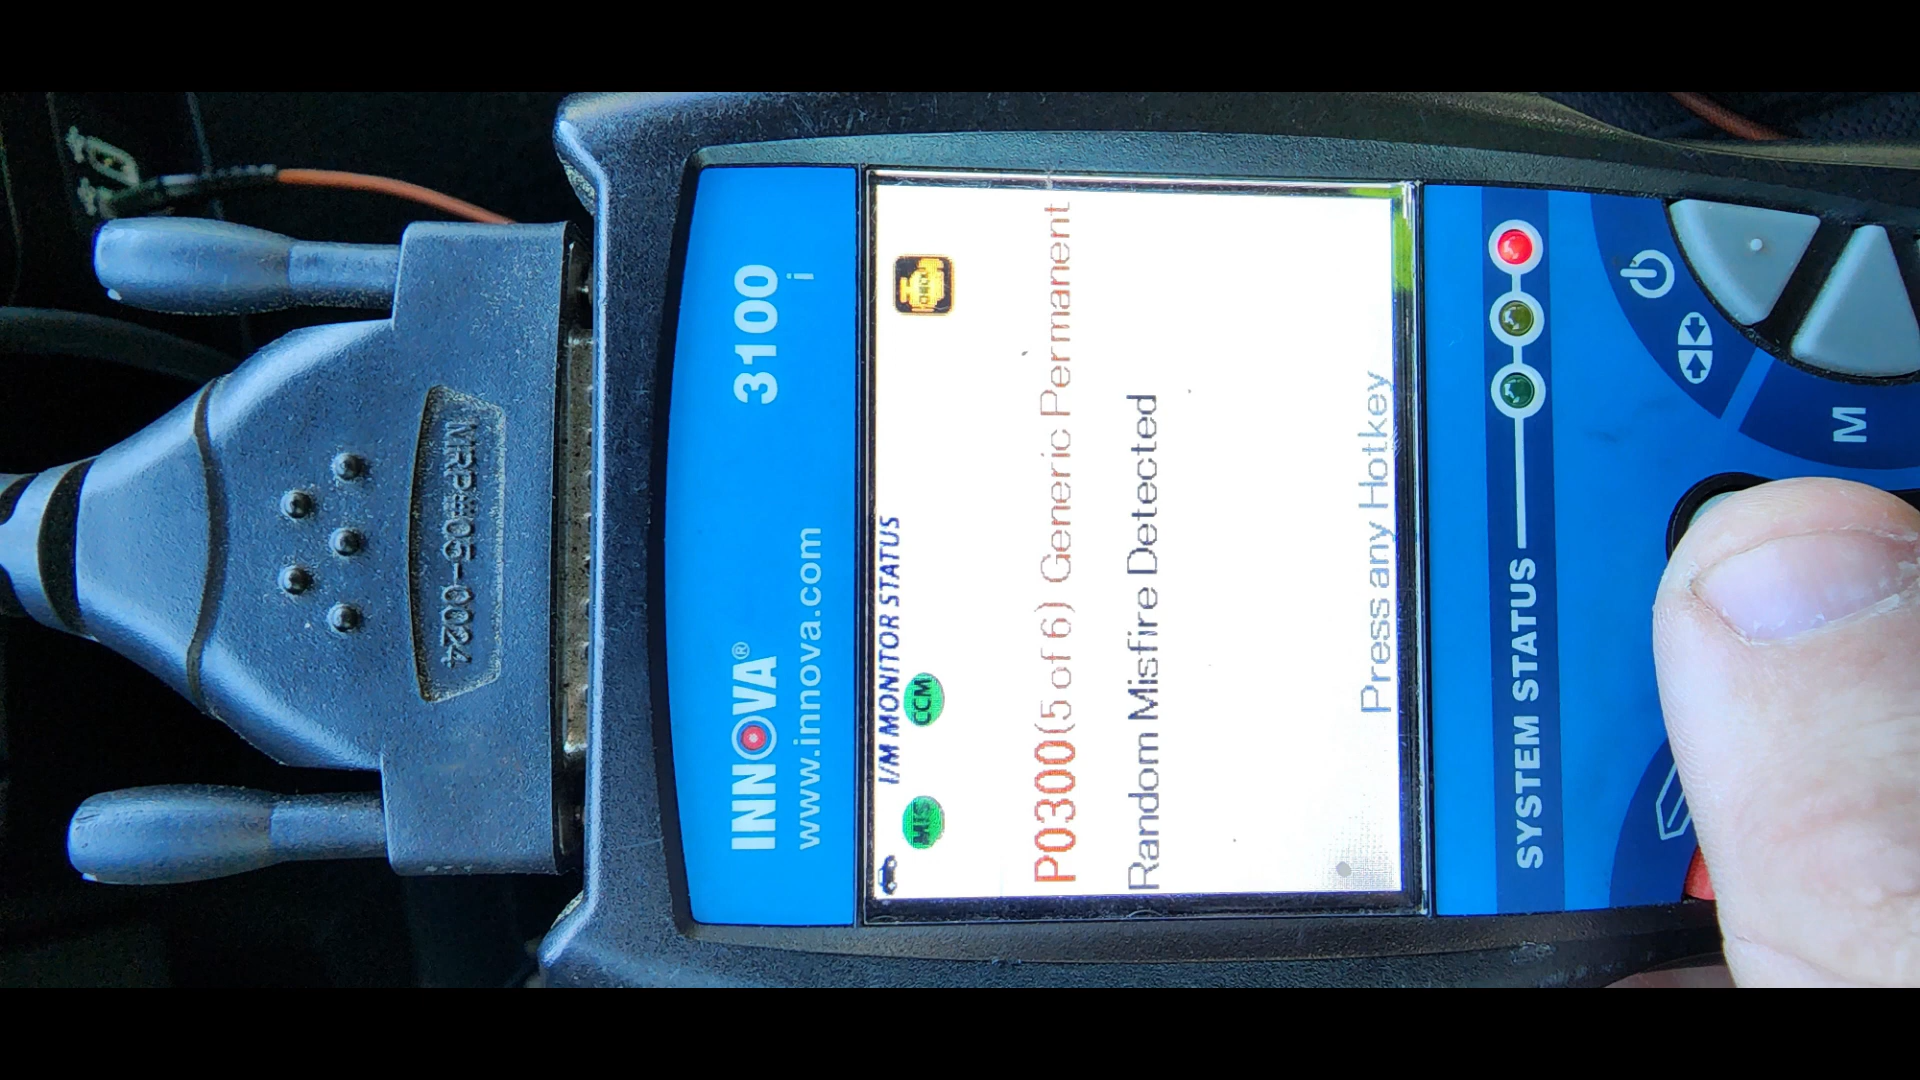 MRP#05-0024
INNOVA® 3100 i
www.innova.com
I/M MONITOR STATUS
MIS CCM
P0300(5 of 6) Generic Permanent
Random Misfire Detected
Press any Hotkey
SYSTEM STATUS
M